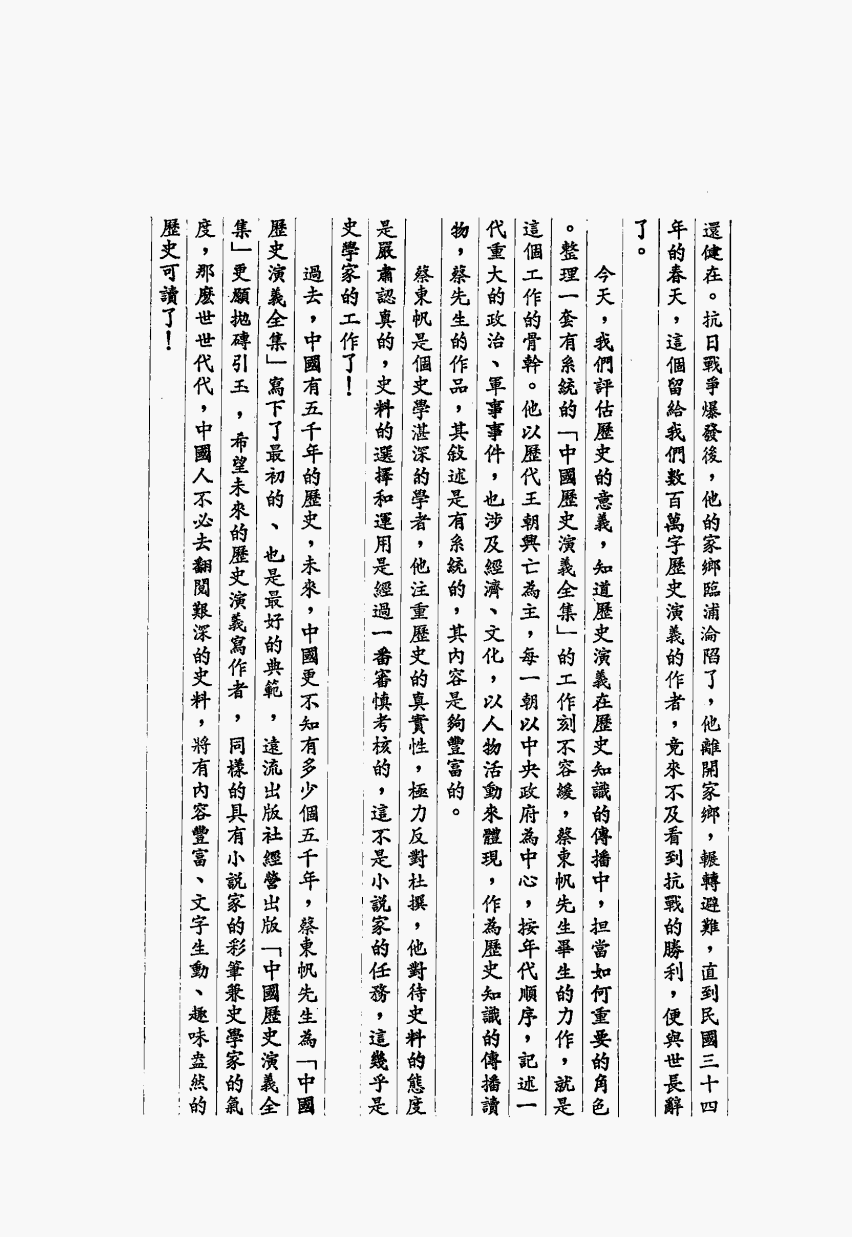 還健在。抗日戰爭爆發後，他的家鄉臨浦淪陷了，他離開家鄉，輾轉避難，直到民國三十四
年的春天，這個留給我們數百萬字歷史演義的作者，竟來不及看到抗戰的勝利，便與世長辭
了。
今天，我們評估歷史的意義，知道歷史演義在歷史知識的傳播中，担當如何重要的角色
。整理一套有系統的「中國歷史演義全集」的工作刻不容緩，蔡東帆先生畢生的力作，就是
這個工作的骨幹。他以歷代王朝興亡為主，每一朝以中央政府為中心，按年代順序，記述一
代重大的政治、軍事事件，也涉及經濟、文化，以人物活動來體現，作為歷史知識的傳播讀
物，蔡先生的作品，其敍述是有系統的，其內容是夠豐富的。
蔡東帆是個史學湛深的學者，他注重歷史的真實性，極力反對杜撰，他對待史料的態度
是嚴肅認真的，史料的選擇和運用是經過一番審慎考核的，這不是小說家的任務，這幾乎是
史學家的工作了！
過去，中國有五千年的歷史，未來，中國更不知有多少個五千年，蔡東帆先生為「中國
歷史演義全集」寫下了最初的、也是最好的典範，遠流出版社經營出版「中國歷史演義全
集」更願拋磚引玉，希望未來的歷史演義寫作者，同樣的具有小說家的彩筆兼史學家的氣
度，那麼世世代代，中國人不必去翻閱艱深的史料，將有內容豐富、文字生動、趣味盎然的
歷史可讀了！